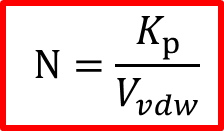 N = K_p / V_vdw